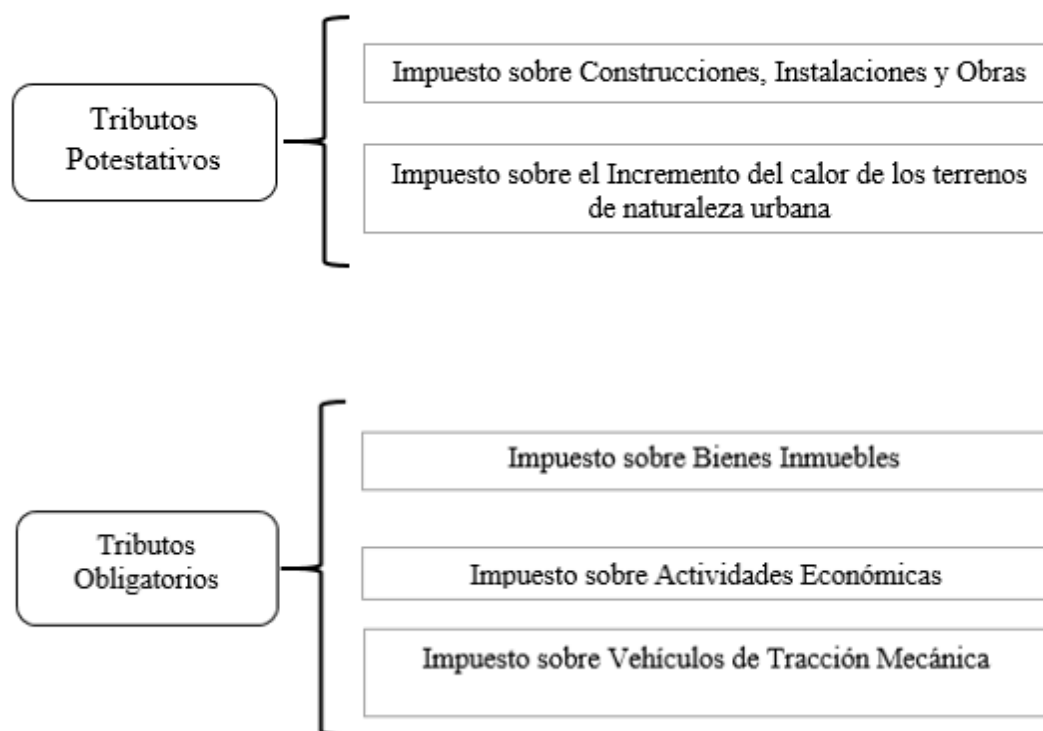 Tributos
Potestativos
Impuesto sobre Construcciones, Instalaciones y Obras
Impuesto sobre el Incremento del calor de los terrenos
de naturaleza urbana
Tributos
Obligatorios
Impuesto sobre Bienes Inmuebles
Impuesto sobre Actividades Económicas
Impuesto sobre Vehículos de Tracción Mecánica